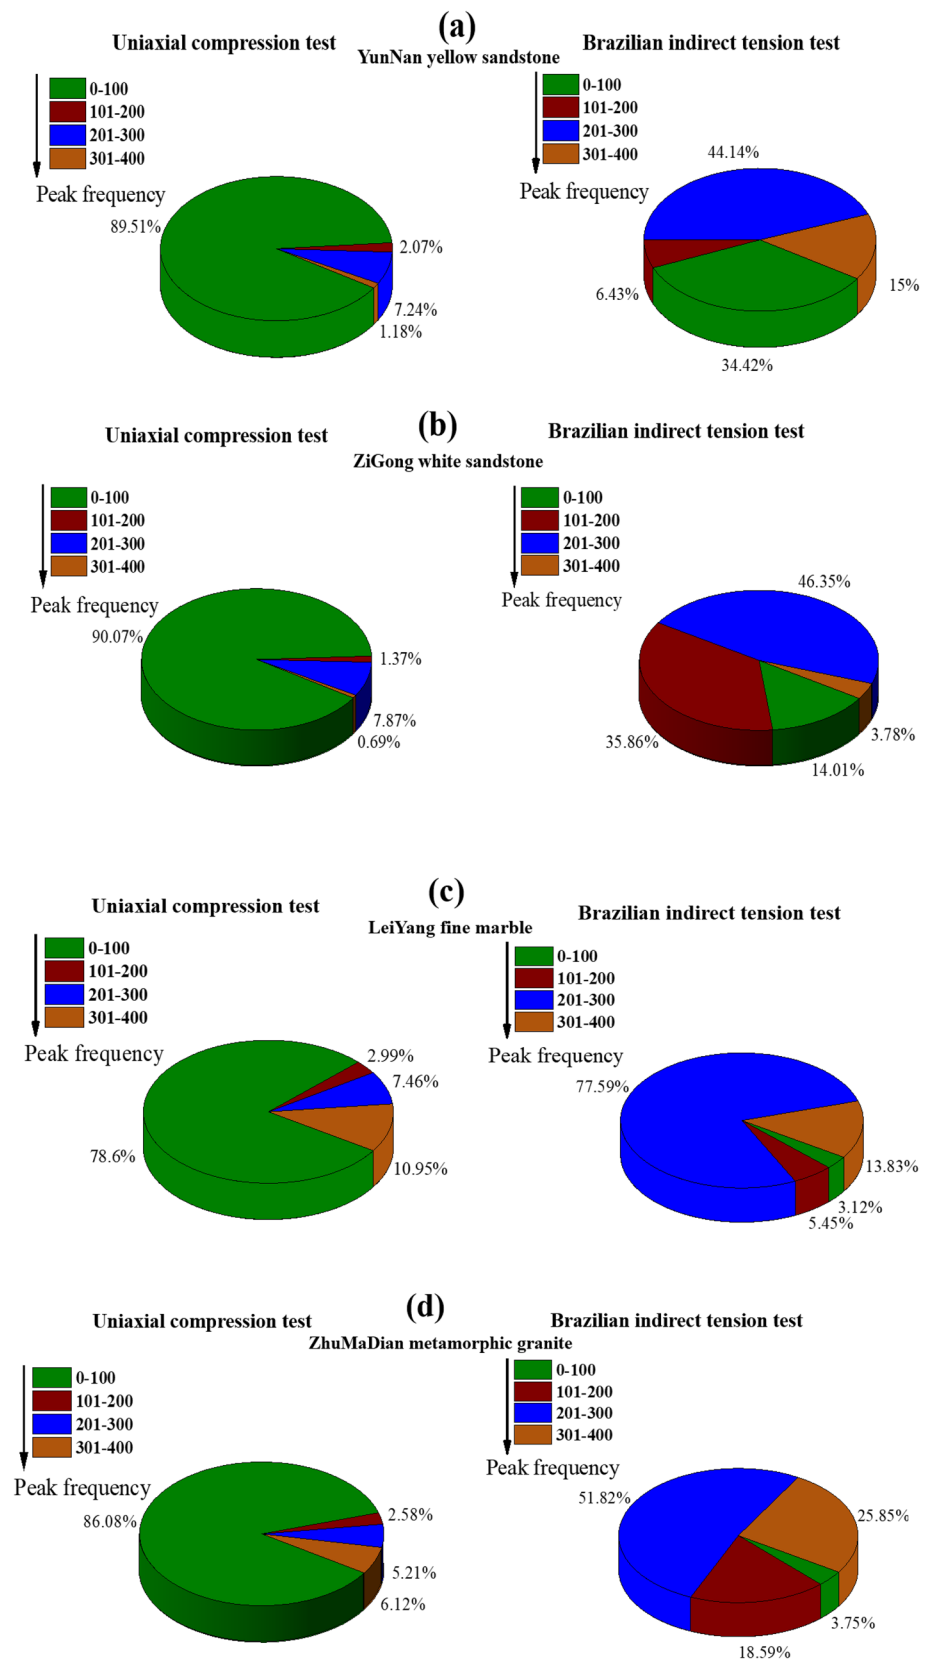 (a)
Uniaxial compression test
Brazilian indirect tension test
YunNan yellow sandstone
0-100
101-200
201-300
301-400
Peak frequency
89.51%
2.07%
7.24%
1.18%
0-100
101-200
201-300
301-400
Peak frequency
44.14%
15%
6.43%
34.42%
(b)
Uniaxial compression test
Brazilian indirect tension test
ZiGong white sandstone
0-100
101-200
201-300
301-400
Peak frequency
90.07%
1.37%
7.87%
0.69%
0-100
101-200
201-300
301-400
Peak frequency
46.35%
35.86%
3.78%
14.01%
(c)
Uniaxial compression test
Brazilian indirect tension test
LeiYang fine marble
0-100
101-200
201-300
301-400
Peak frequency
2.99%
7.46%
78.6%
10.95%
0-100
101-200
201-300
301-400
Peak frequency
77.59%
13.83%
3.12%
5.45%
(d)
Uniaxial compression test
Brazilian indirect tension test
ZhuMaDian metamorphic granite
0-100
101-200
201-300
301-400
Peak frequency
86.08%
2.58%
5.21%
6.12%
0-100
101-200
201-300
301-400
Peak frequency
51.82%
25.85%
3.75%
18.59%